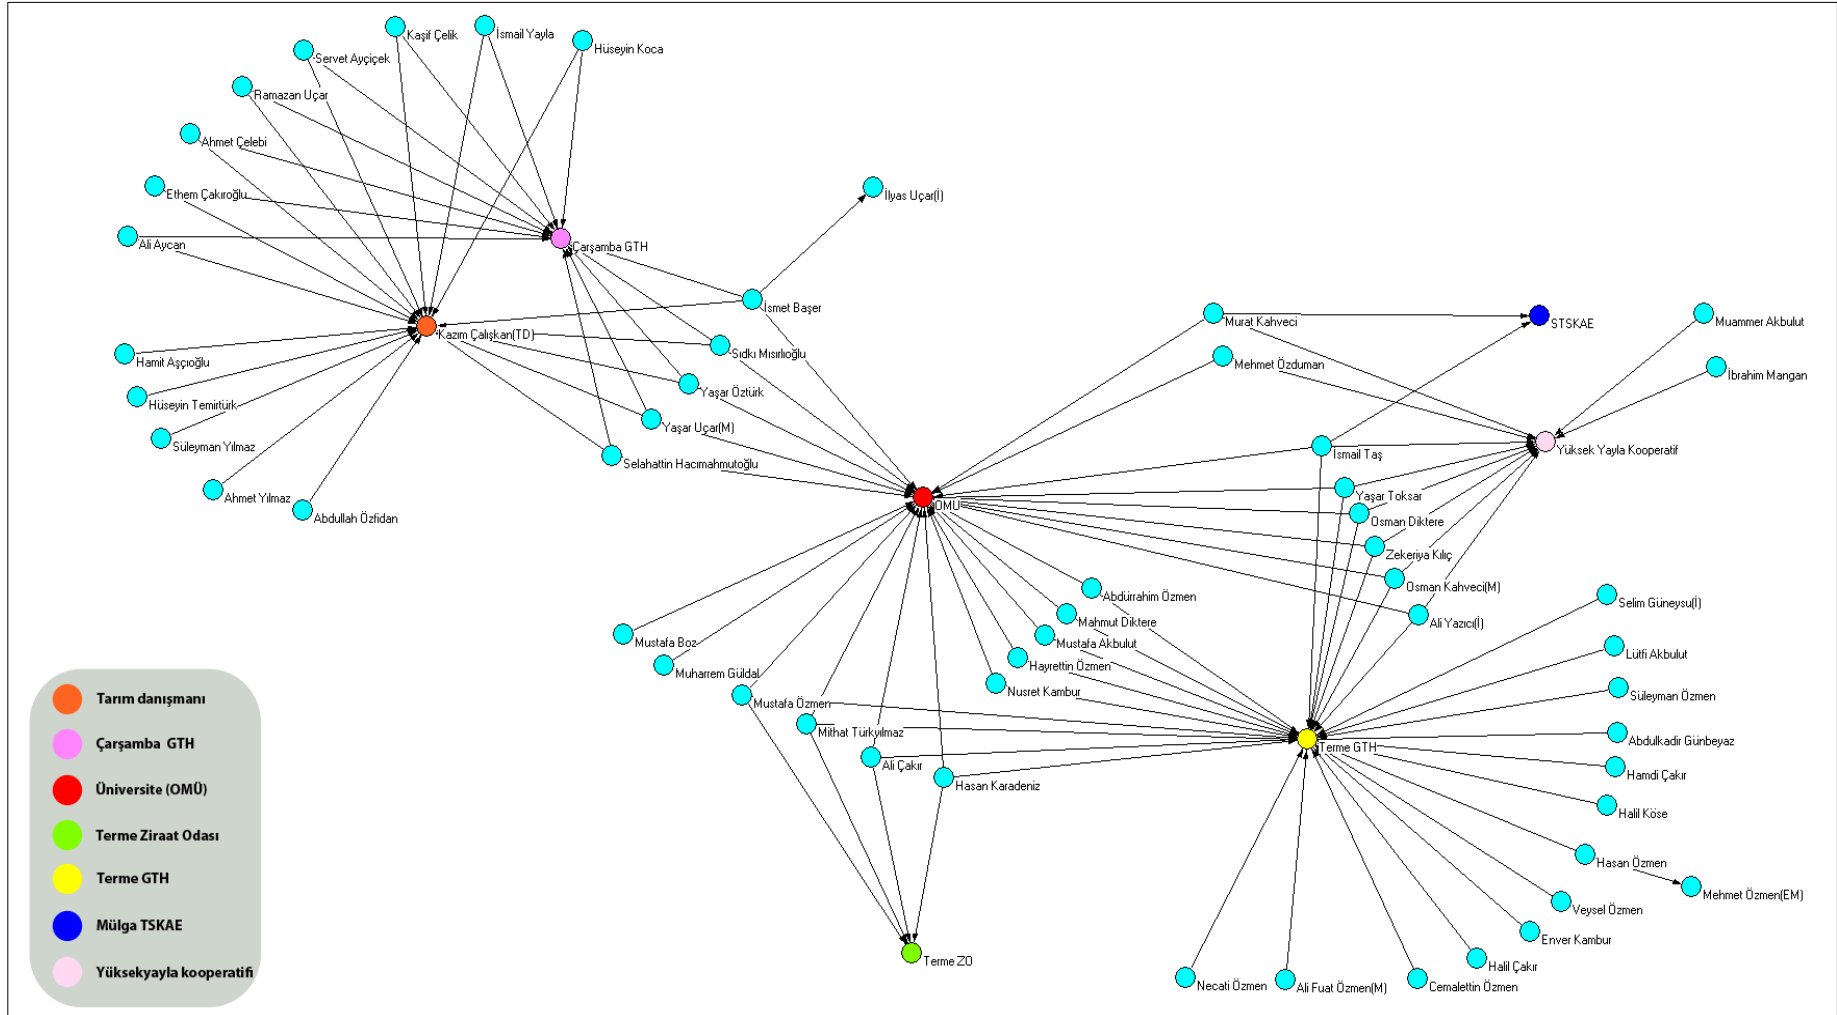 Kaşif Çelik
İsmail Yayla
Hüseyin Koca
Servet Ayçiçek
Ramazan Uçar
Ahmet Çelebi
Ethem Çakıroğlu
İlyas Uçar(İ)
Ali Aycan
Çarşamba GTH
İsmet Başer
Murat Kahveci
STSKAE
Muammer Akbulut
Kazım Çalışkan(TD)
Sıdkı Mısırlıoğlu
Hamit Aşçıoğlu
Mehmet Özduman
İbrahim Mangan
Yaşar Öztürk
Hüseyin Temirtürk
Yaşar Uçar(M)
Süleyman Yılmaz
Selahattin Hacımahmutoğlu
İsmail Taş
Yüksek Yayla Kooperatif
Ahmet Yılmaz
Abdullah Özfidan
OMÜ
Yaşar Toksar
Osman Diktere
Zekeriya Kılıç
Osman Kahveci(M)
Abdürrahim Özmen
Selim Güneysu(İ)
Mahmut Diktere
Ali Yazıcı(İ)
Mustafa Boz
Mustafa Akbulut
Lütfi Akbulut
Hayrettin Özmen
Muharrem Güldal
Nusret Kambur
Süleyman Özmen
Mustafa Özmen
Mithat Türkyılmaz
Terme GTH
Abdulkadir Günbeyaz
Ali Çakır
Hamdi Çakır
Hasan Karadeniz
Halil Köse
Hasan Özmen
Mehmet Özmen(EM)
Veysel Özmen
Enver Kambur
Terme ZO
Halil Çakır
Necati Özmen
Ali Fuat Özmen(M)
Cemalettin Özmen
Tarım danışmanı
Çarşamba GTH
Üniversite (OMÜ)
Terme Ziraat Odası
Terme GTH
Mülga TSKAE
Yüksekyayla kooperatifi